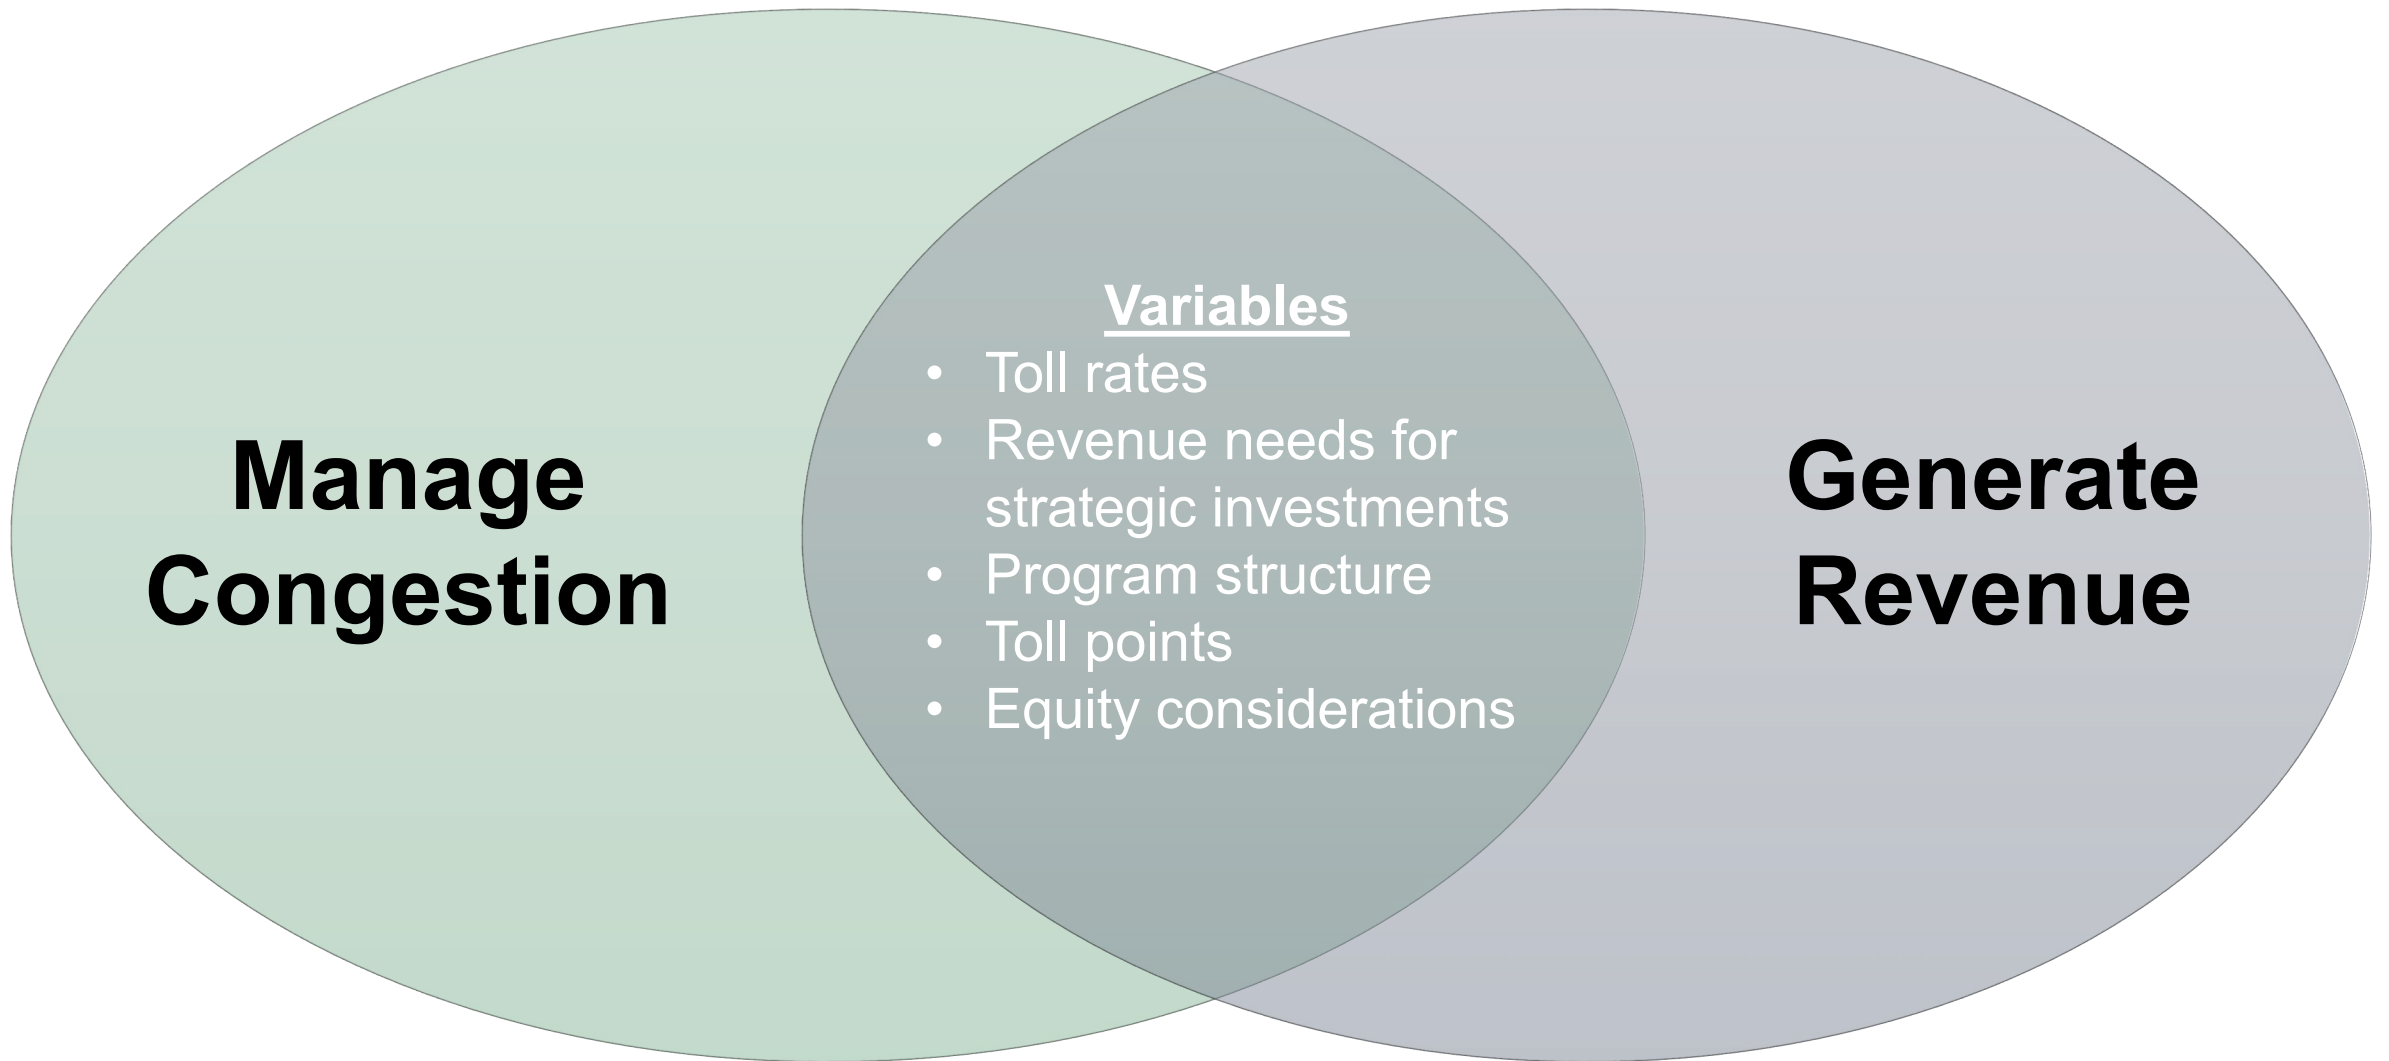 Manage
Congestion
Variables
• Toll rates
• Revenue needs for
strategic investments
• Program structure
• Toll points
• Equity considerations
Generate
Revenue